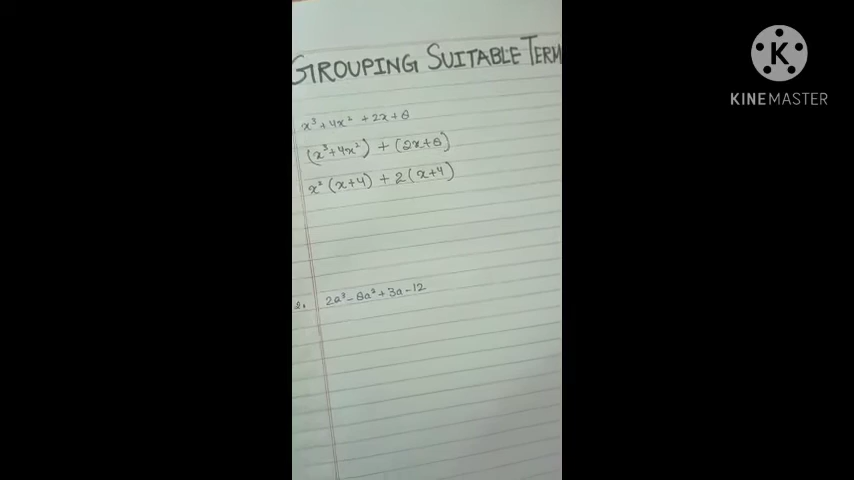 GROUPING SUITABLE TERM
x³ + 4x² + 2x + 8
(x³ + 4x²) + (2x + 8)
x² (x + 4) + 2 (x + 4)
2. 2a³ - 8a² + 3a - 12
KINEMASTER